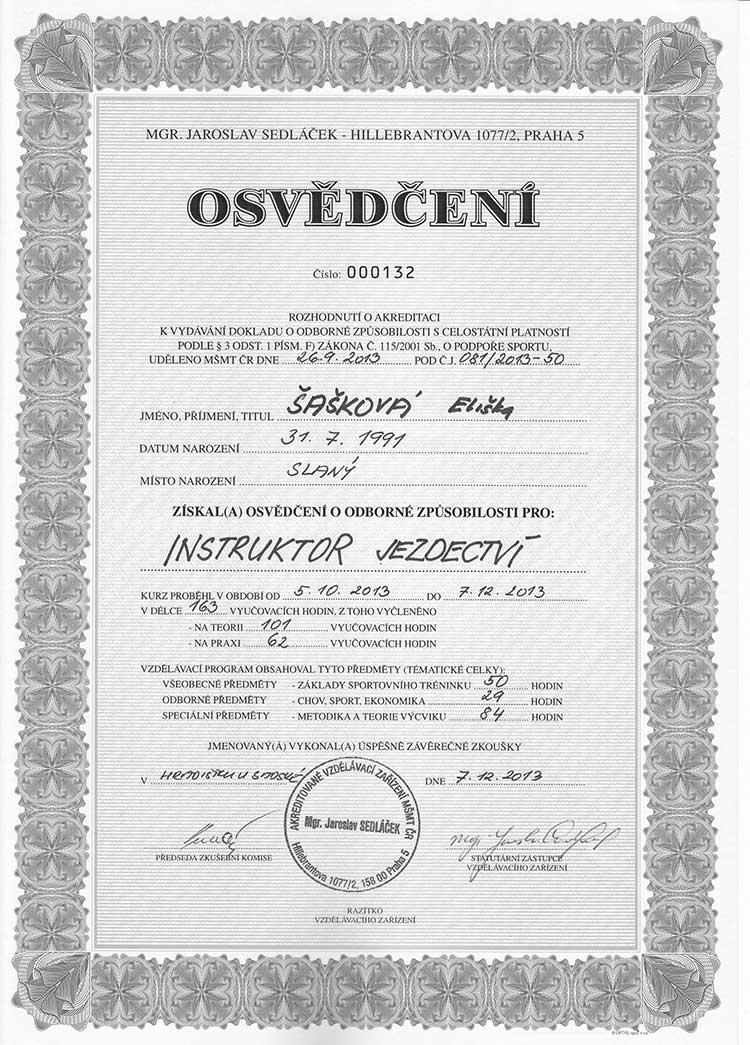 MGR. JAROSLAV SEDLÁČEK - HILLEBRANTOVA 1077/2, PRAHA 5
OSVĚDČENÍ
Číslo: 000132
ROZHODNUTÍ O AKREDITACI
K VYDÁVÁNÍ DOKLADU O ODBORNÉ ZPŮSOBILOSTI S CELOSTÁTNÍ PLATNOSTÍ
PODLE § 3 ODST. 1 PÍSM. F) ZÁKONA Č. 115/2001 Sb., O PODPOŘE SPORTU,
UDĚLENO MŠMT ČR DNE 26.9.2013 POD Č.J. 081/2013-50
JMÉNO, PŘÍJMENÍ, TITUL ŠAŠKOVÁ Eliška
DATUM NAROZENÍ 31. 7. 1991
MÍSTO NAROZENÍ SLANÝ
ZÍSKAL(A) OSVĚDČENÍ O ODBORNÉ ZPŮSOBILOSTI PRO:
INSTRUKTOR JEZDECTVÍ
KURZ PROBĚHL V OBDOBÍ OD 5.10.2013 DO 7.12.2013
V DÉLCE 163 VYUČOVACÍCH HODIN, Z TOHO VYČLENĚNO
- NA TEORII 101 VYUČOVACÍCH HODIN
- NA PRAXI 62 VYUČOVACÍCH HODIN
VZDĚLÁVACÍ PROGRAM OBSAHOVAL TYTO PŘEDMĚTY (TÉMATICKÉ CELKY):
VŠEOBECNÉ PŘEDMĚTY - ZÁKLADY SPORTOVNÍHO TRÉNINKU 50 HODIN
ODBORNÉ PŘEDMĚTY - CHOV, SPORT, EKONOMIKA 29 HODIN
SPECIÁLNÍ PŘEDMĚTY - METODIKA A TEORIE VÝCVIKU 84 HODIN
JMENOVANÝ(Á) VYKONAL(A) ÚSPĚŠNĚ ZÁVĚREČNÉ ZKOUŠKY
V DNE 7.12.2013
AKREDITOVANÉ VZDĚLÁVACÍ ZAŘÍZENÍ MŠMT ČR
Mgr. Jaroslav SEDLÁČEK
Hillebrantova 1077/2, 158 00 Praha 5
PŘEDSEDA ZKUŠEBNÍ KOMISE
STATUTÁRNÍ ZÁSTUPCE
VZDĚLÁVACÍHO ZAŘÍZENÍ
RAZÍTKO
VZDĚLÁVACÍHO ZAŘÍZENÍ